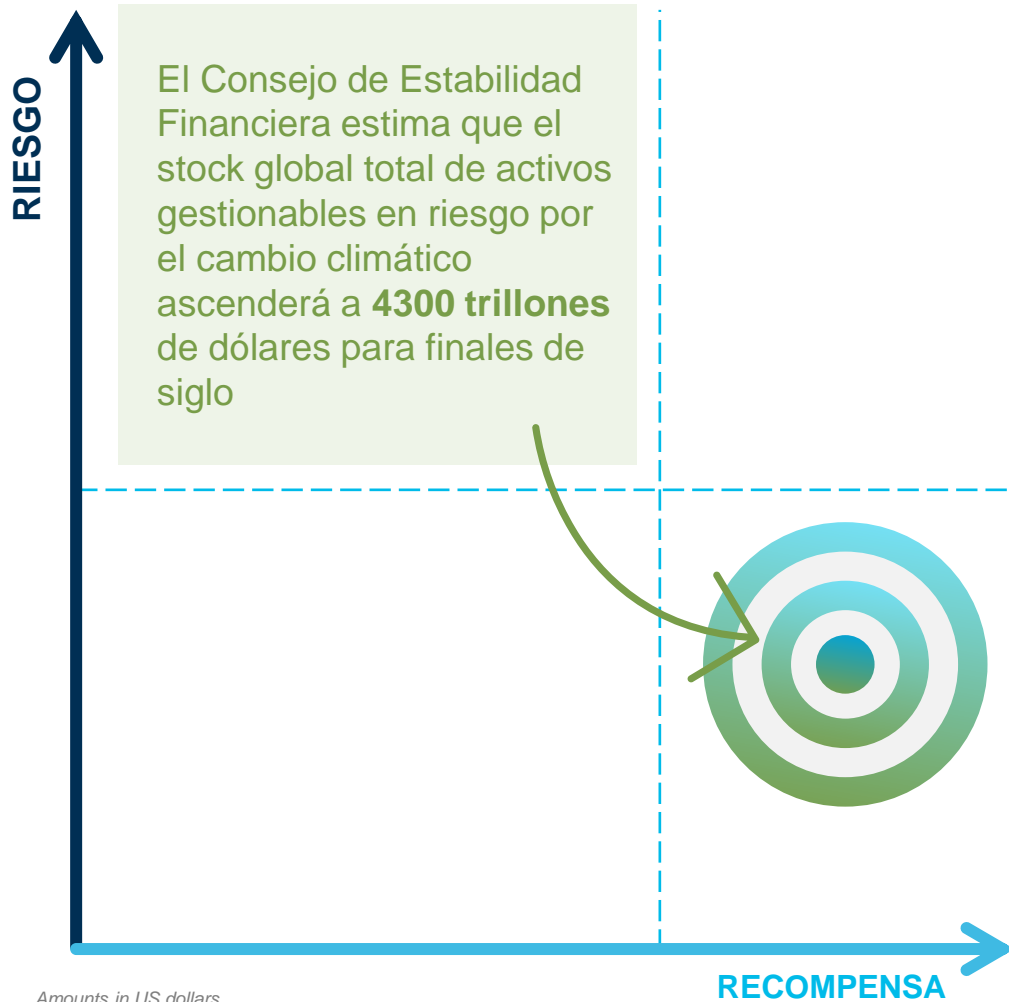 RIESGO
El Consejo de Estabilidad
Financiera estima que el
stock global total de activos
gestionables en riesgo por
el cambio climático
ascenderá a 4300 trillones
de dólares para finales de
siglo
RECOMPENSA
Amounts in US dollars